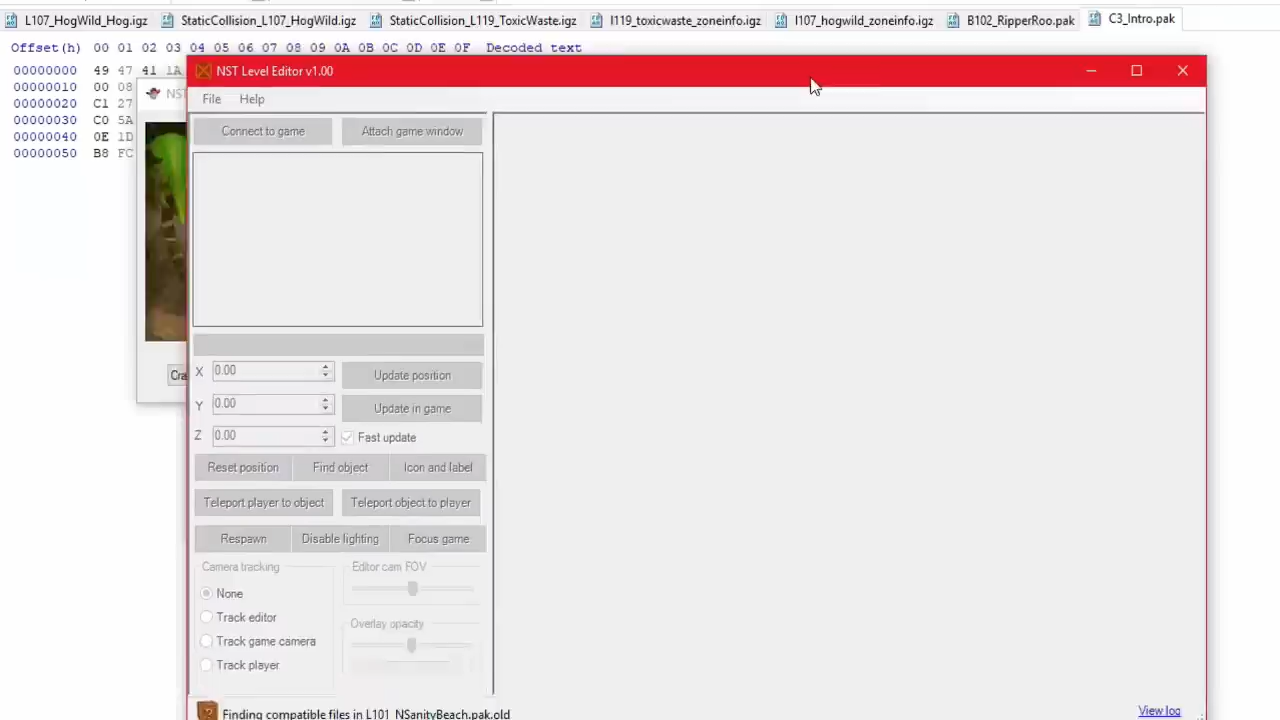 L107_HogWild_Hog.igz StaticCollision_L107_HogWild.igz StaticCollision_L119_ToxicWaste.igz l119_toxicwaste_zoneinfo.igz l107_hogwild_zoneinfo.igz B102_RipperRoo.pak C3_Intro.pak
Offset(h) 00 01 02 03 04 05 06 07 08 09 0A 0B 0C 0D 0E 0F Decoded text
00000000 49 47 41 1A
00000010 00 08
00000020 C1 27
00000030 C0 5A
00000040 0E 1D
00000050 B8 FC
NST
Cra
NST Level Editor v1.00
File Help
Connect to game Attach game window
X 0.00 Update position
Y 0.00 Update in game
Z 0.00 Fast update
Reset position Find object Icon and label
Teleport player to object Teleport object to player
Respawn Disable lighting Focus game
Camera tracking Editor cam FOV
None
Track editor Overlay opacity
Track game camera
Track player
Finding compatible files in L101_NSanityBeach.pak.old View log